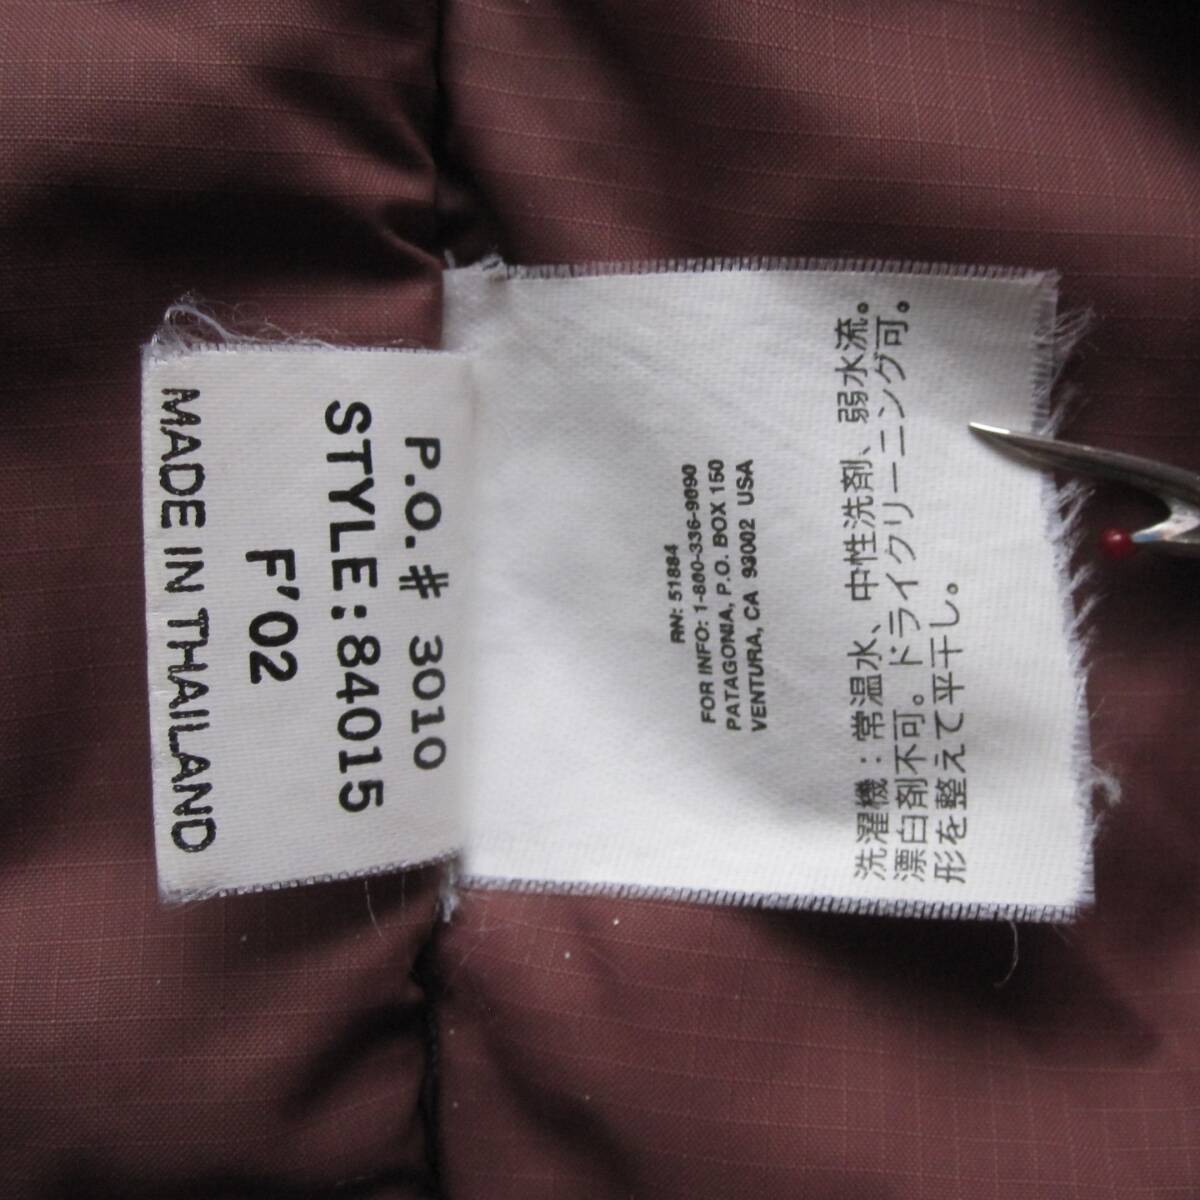 P.O.# 3010
STYLE:84015
F'02
MADE IN THAILAND
RN: 51884
FOR INFO: 1-800-336-9090
PATAGONIA, P.O. BOX 150
VENTURA, CA 93002 USA
洗濯機：常温水、中性洗剤、弱水流。
漂白剤不可。ドライクリーニング可。
形を整えて平干し。